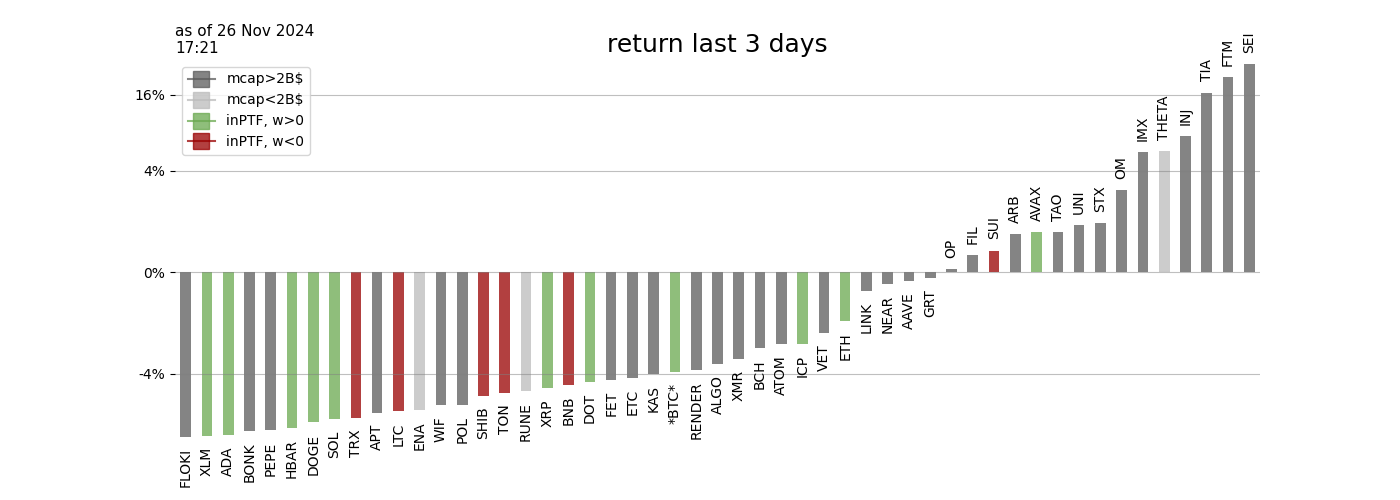 as of 26 Nov 2024
17:21
return last 3 days
mcap>2B$
mcap<2B$
inPTF, w>0
inPTF, w<0
16%
4%
0%
-4%
FLOKI
XLM
ADA
BONK
PEPE
HBAR
DOGE
SOL
TRX
APT
LTC
ENA
WIF
POL
SHIB
TON
RUNE
XRP
BNB
DOT
FET
ETC
KAS
*BTC*
RENDER
ALGO
XMR
BCH
ATOM
ICP
VET
ETH
LINK
NEAR
AAVE
GRT
OP
FIL
SUI
ARB
AVAX
TAO
UNI
STX
OM
IMX
THETA
INJ
TIA
FTM
SEI